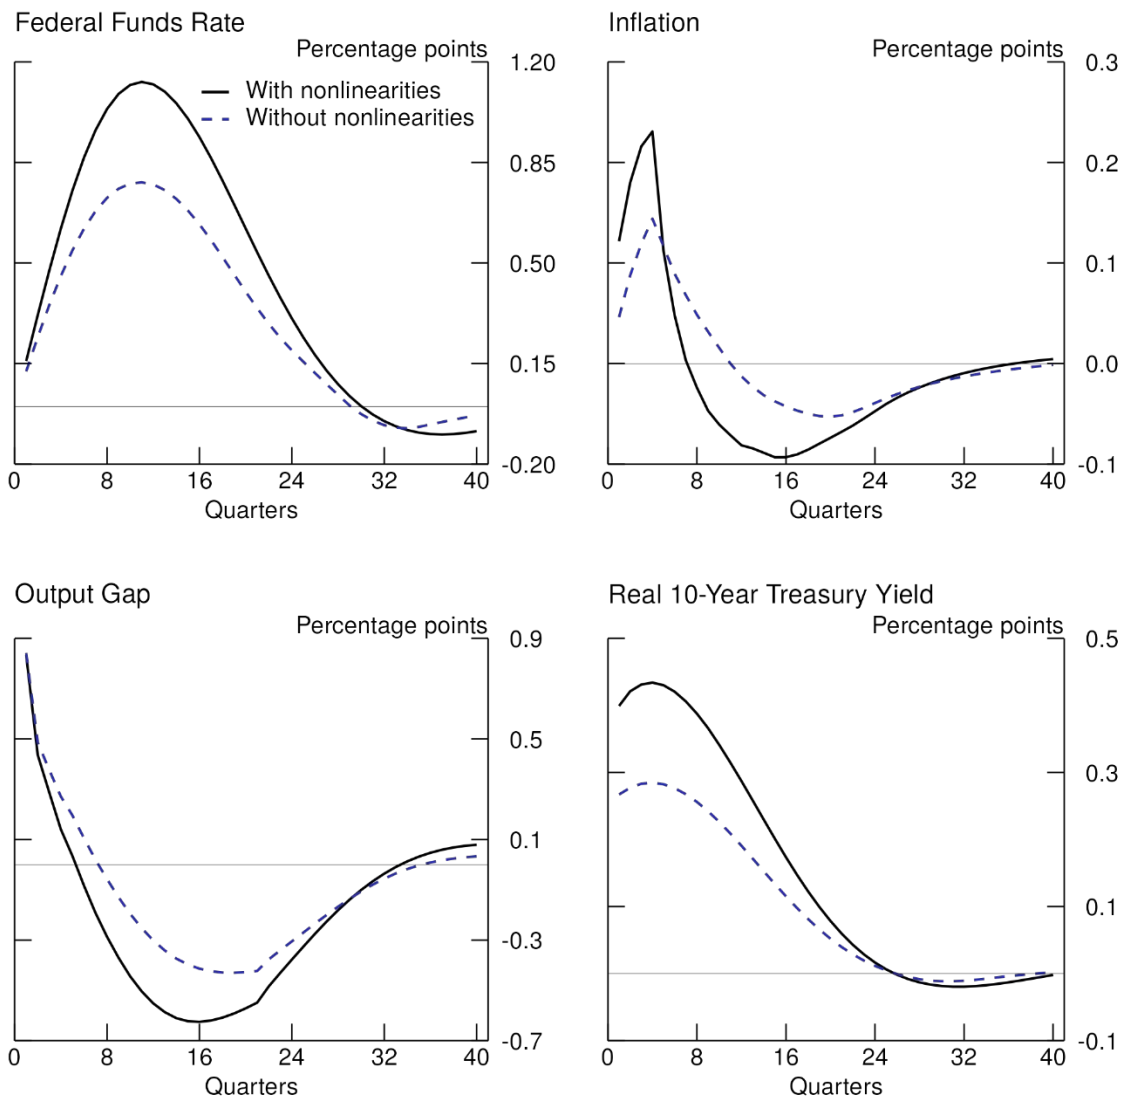 Federal Funds Rate
Percentage points
1.20
With nonlinearities
Without nonlinearities
0.85
0.50
0.15
-0.20
0 8 16 24 32 40
Quarters
Inflation
Percentage points
0.3
0.2
0.1
0.0
-0.1
0 8 16 24 32 40
Quarters
Output Gap
Percentage points
0.9
0.5
0.1
-0.3
-0.7
0 8 16 24 32 40
Quarters
Real 10-Year Treasury Yield
Percentage points
0.5
0.3
0.1
-0.1
0 8 16 24 32 40
Quarters